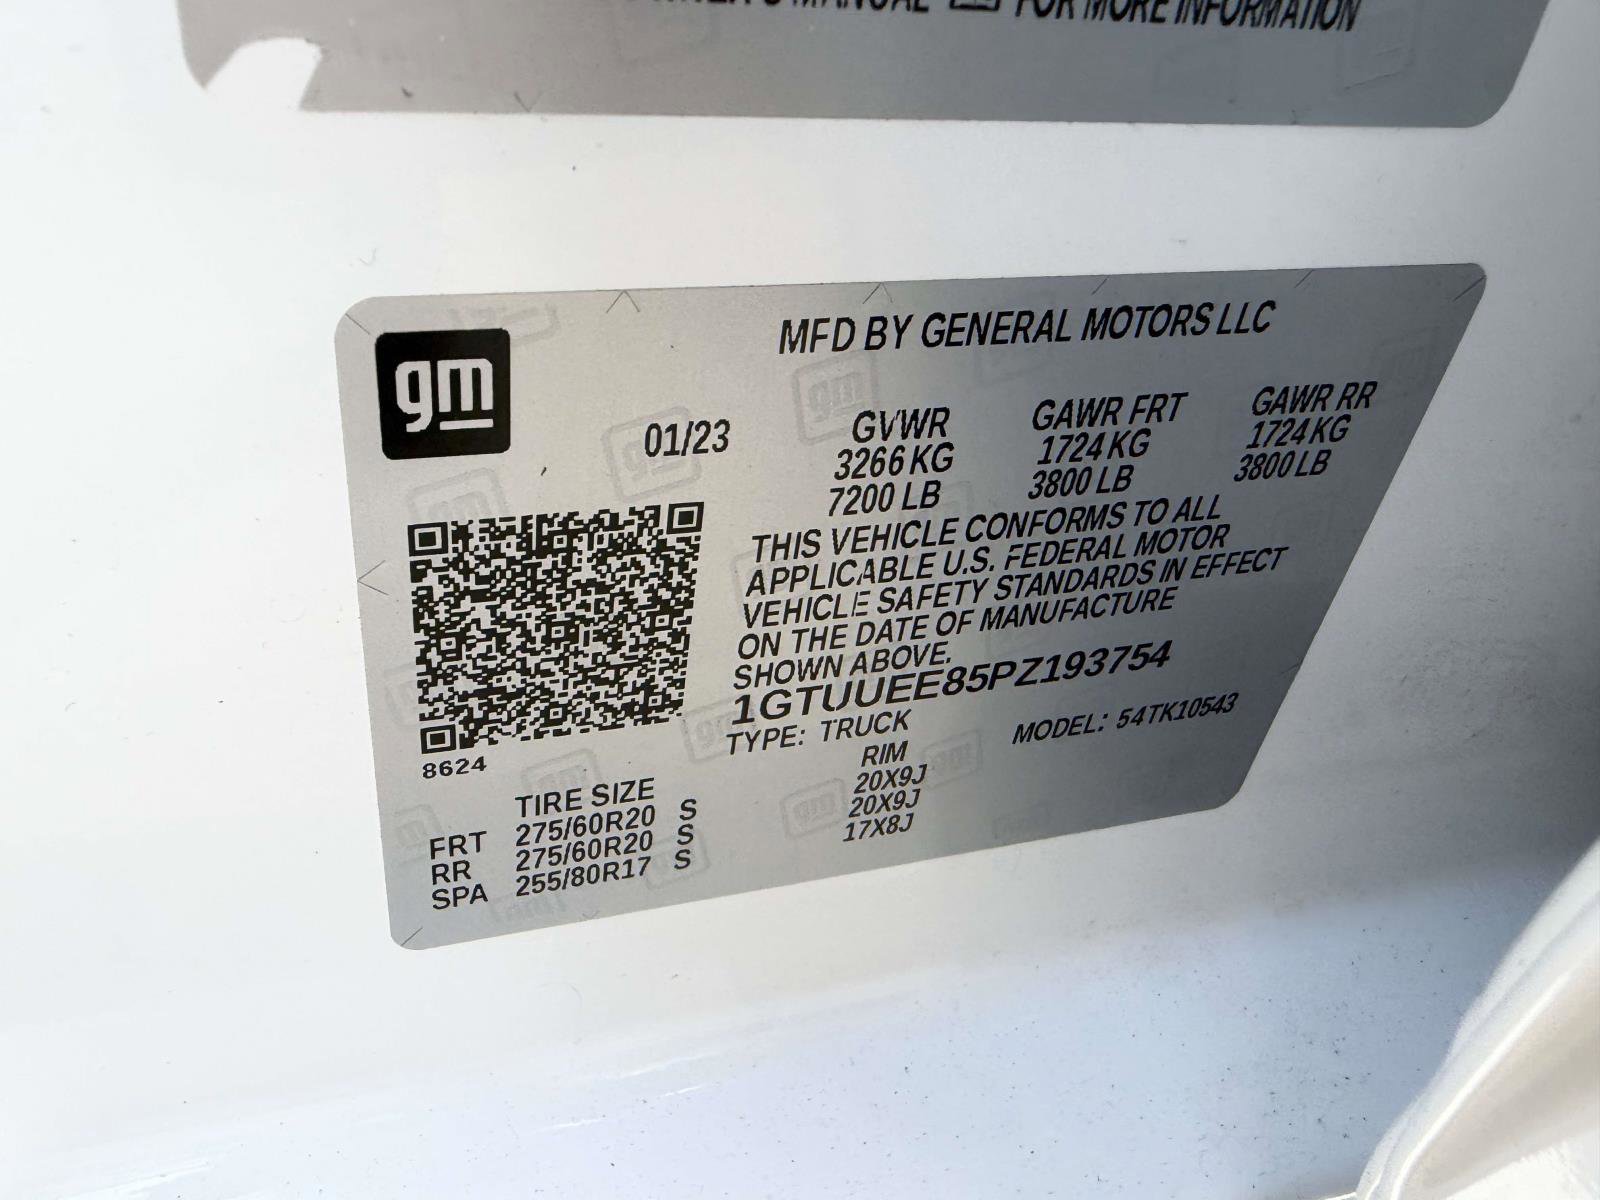 MANUAL FOR MORE INFORMATION
gm
MFD BY GENERAL MOTORS LLC
01/23 GVWR GAWR FRT GAWR RR
3266 KG 1724 KG 1724 KG
7200 LB 3800 LB 3800 LB
THIS VEHICLE CONFORMS TO ALL
APPLICABLE U.S. FEDERAL MOTOR
VEHICLE SAFETY STANDARDS IN EFFECT
ON THE DATE OF MANUFACTURE
SHOWN ABOVE.
1GTUUEE85PZ193754
TYPE: TRUCK MODEL: 54TK10543
8624
TIRE SIZE RIM
FRT 275/60R20 S 20X9J
RR 275/60R20 S 20X9J
SPA 255/80R17 S 17X8J